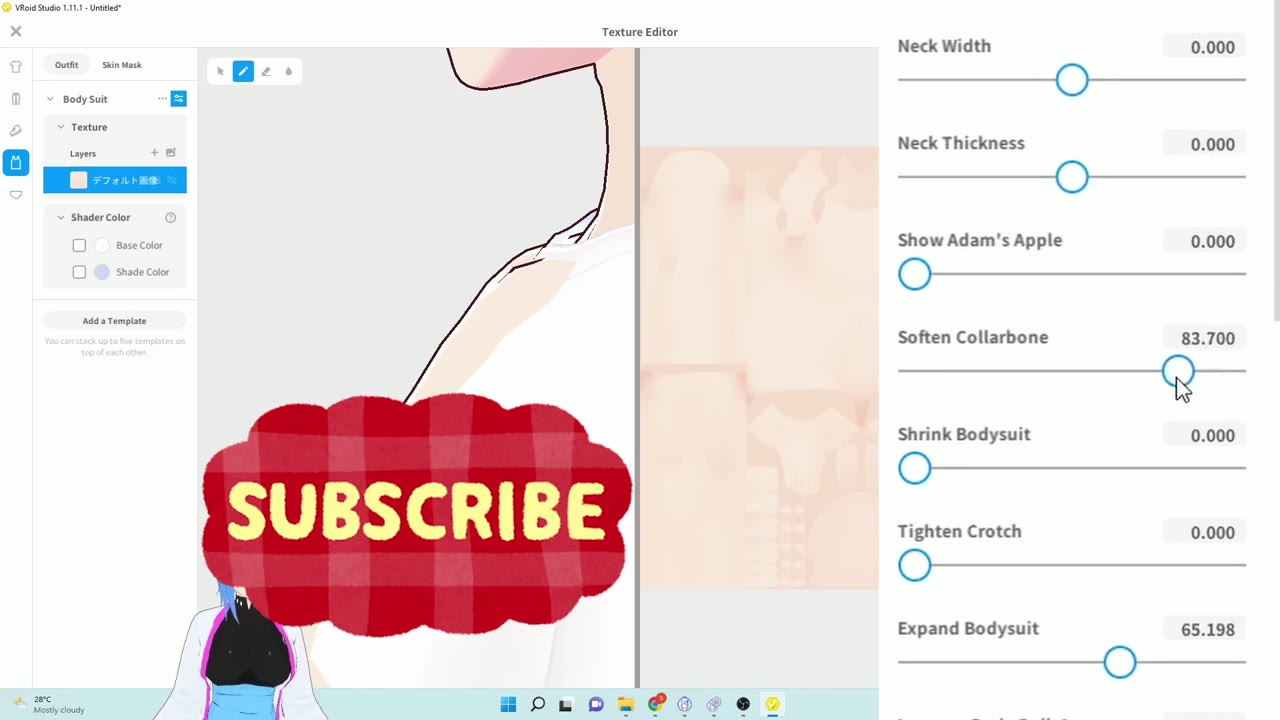 VRoid Studio 1.11.1 - Untitled*
Texture Editor
Outfit
Skin Mask
Body Suit
Texture
Layers
デフォルト画像
Shader Color
Base Color
Shade Color
Add a Template
You can stack up to five templates on
top of each other.
SUBSCRIBE
Neck Width
0.000
Neck Thickness
0.000
Show Adam's Apple
0.000
Soften Collarbone
83.700
Shrink Bodysuit
0.000
Tighten Crotch
0.000
Expand Bodysuit
65.198
28°C
Mostly cloudy